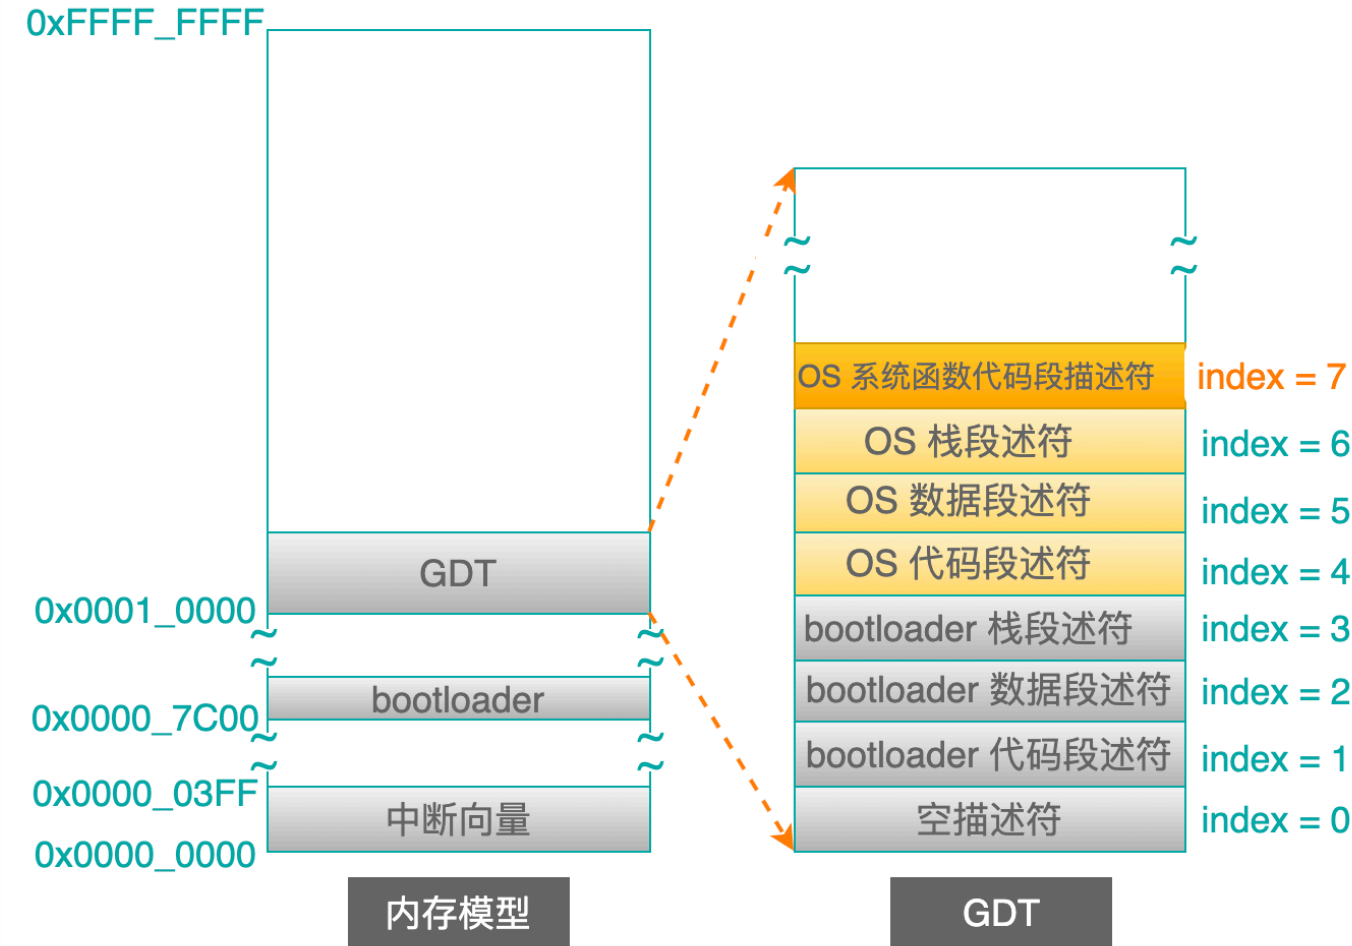 0xFFFF_FFFF
GDT
0x0001_0000
bootloader
0x0000_7C00
0x0000_03FF
中断向量
0x0000_0000
内存模型
OS 系统函数代码段描述符 index = 7
OS 栈段述符 index = 6
OS 数据段述符 index = 5
OS 代码段述符 index = 4
bootloader 栈段述符 index = 3
bootloader 数据段述符 index = 2
bootloader 代码段述符 index = 1
空描述符 index = 0
GDT